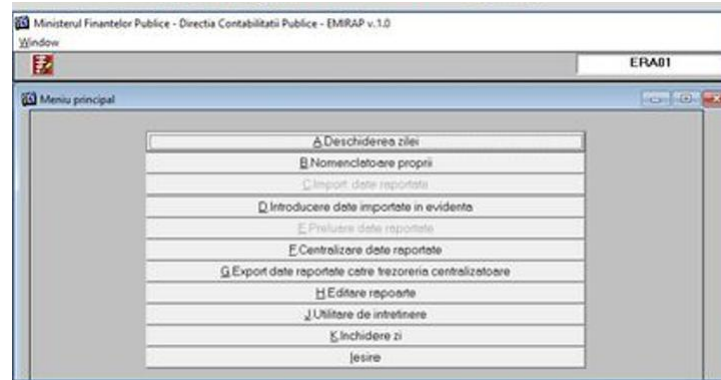 Ministerul Finantelor Publice - Directia Contabilitatii Publice - EMIRAP v.1.0
Window
ERA01
Meniu principal
A.Deschiderea zilei
B.Nomenclatoare proprii
C.Import date reportate
D.Introducere date importate in evidenta
E.Preluare date raportate
F.Centralizare date raportate
G.Export date raportate catre trezoreria centralizatoare
H.Editare rapoarte
J.Utilitare de intretinere
K.Inchidere zi
Iesire